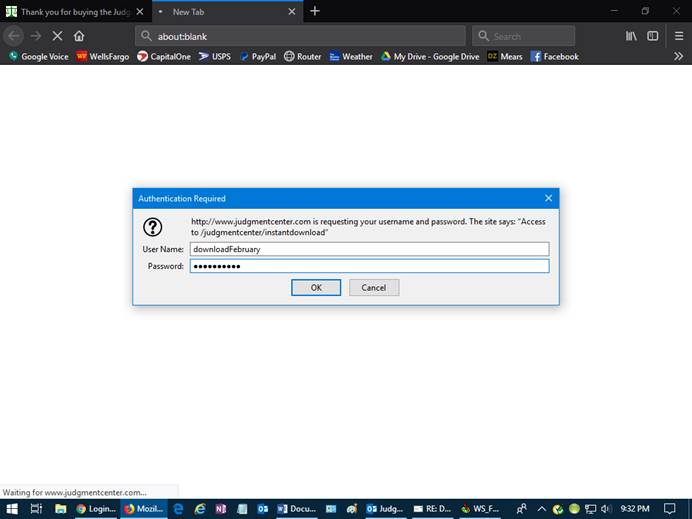 Thank you for buying the Judg
New Tab
about:blank
Search
Google Voice
WF WellsFargo
CapitalOne
USPS
PayPal
Router
Weather
My Drive - Google Drive
DZ Mears
Facebook
Authentication Required
http://www.judgmentcenter.com is requesting your username and password. The site says: "Access
to /judgmentcenter/instantdownload"
User Name: downloadFebruary
Password: ●●●●●●●●●●
OK
Cancel
Waiting for www.judgmentcenter.com...
Login...
Mozil...
Docu...
Judg...
RE: D...
WS_F...
9:32 PM